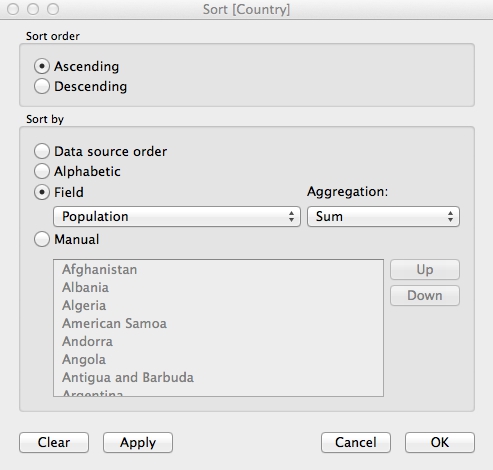 Sort [Country]
Sort order
Ascending
Descending
Sort by
Data source order
Alphabetic
Field
Aggregation:
Population
Sum
Manual
Afghanistan
Up
Albania
Down
Algeria
American Samoa
Andorra
Angola
Antigua and Barbuda
Argentina
Clear
Apply
Cancel
OK